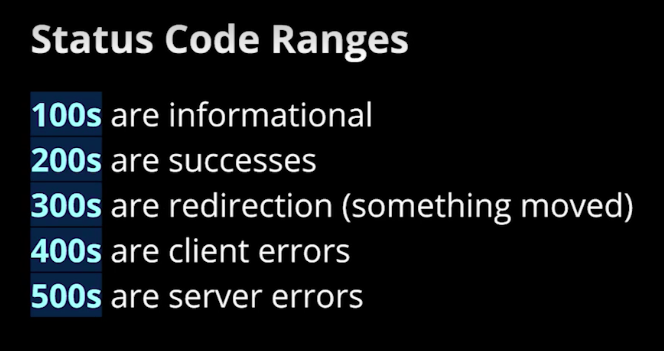 Status Code Ranges
100s are informational
200s are successes
300s are redirection (something moved)
400s are client errors
500s are server errors